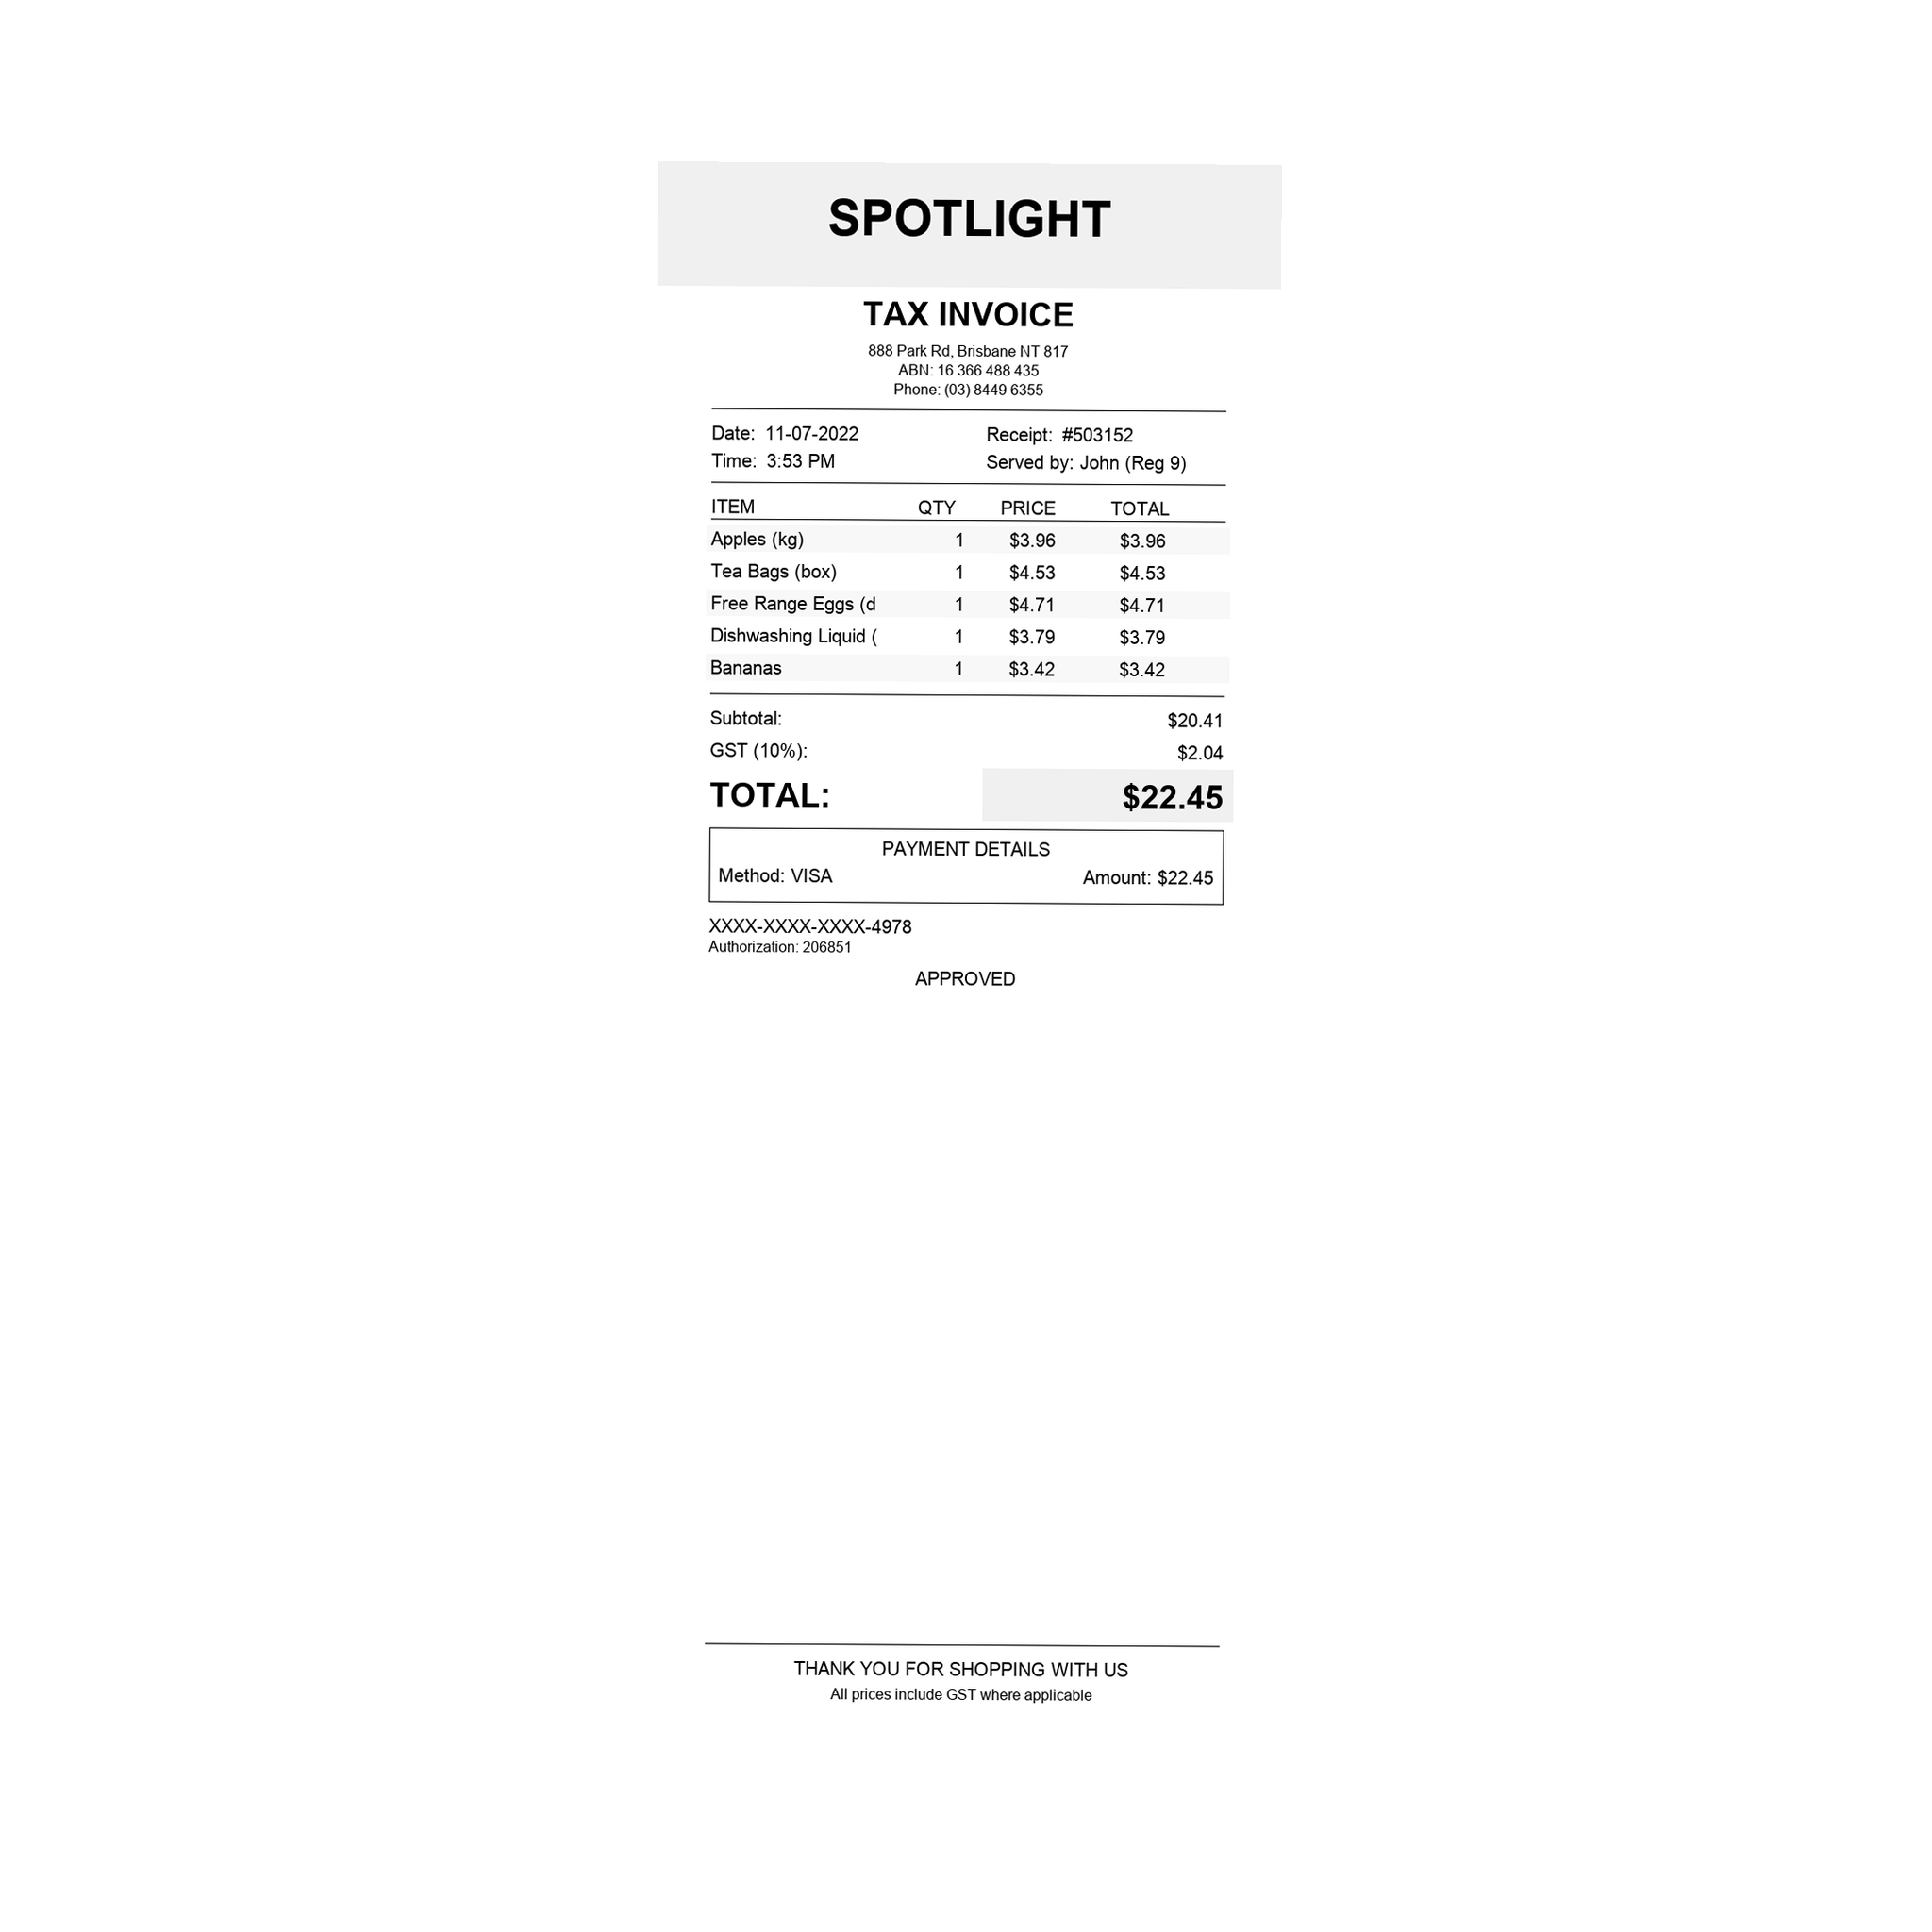 SPOTLIGHT
TAX INVOICE
888 Park Rd, Brisbane NT 817
ABN: 16 366 488 435
Phone: (03) 8449 6355
Date: 11-07-2022 Receipt: #503152
Time: 3:53 PM Served by: John (Reg 9)
ITEM QTY PRICE TOTAL
Apples (kg) 1 $3.96 $3.96
Tea Bags (box) 1 $4.53 $4.53
Free Range Eggs (d 1 $4.71 $4.71
Dishwashing Liquid ( 1 $3.79 $3.79
Bananas 1 $3.42 $3.42
Subtotal: $20.41
GST (10%): $2.04
TOTAL: $22.45
PAYMENT DETAILS
Method: VISA Amount: $22.45
XXXX-XXXX-XXXX-4978
Authorization: 206851
APPROVED
THANK YOU FOR SHOPPING WITH US
All prices include GST where applicable